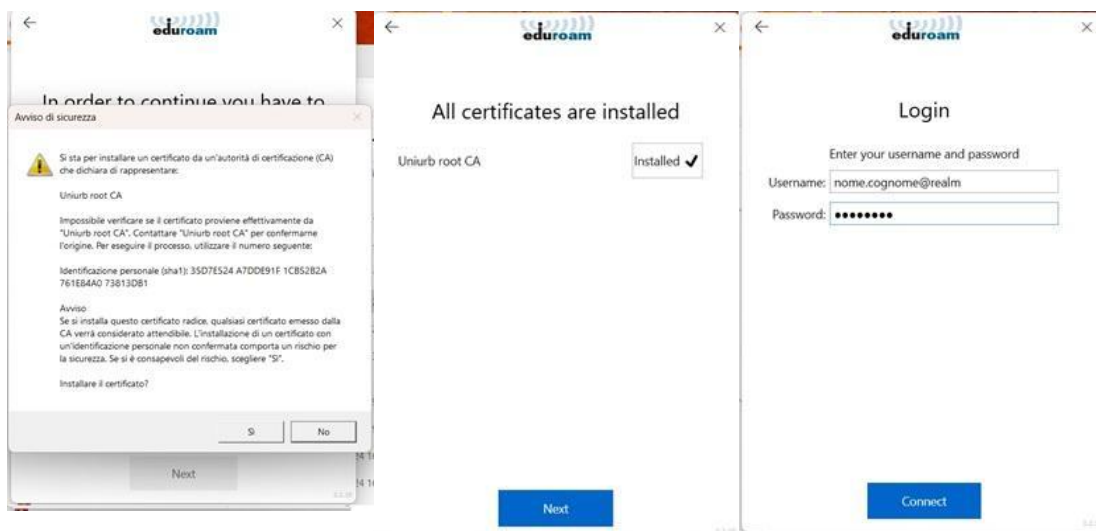 eduroam
In order to continue you have to
Avviso di sicurezza
Si sta per installare un certificato da un'autorità di certificazione (CA)
che dichiara di rappresentare:
Uniurb root CA
Impossibile verificare se il certificato proviene effettivamente da
"Uniurb root CA". Contattare "Uniurb root CA" per confermarne
l'origine. Per eseguire il processo, utilizzare il numero seguente:
Identificazione personale (sha1): 35D7E524 A7DDE91F 1CB52B2A
761E84A0 73813DB1
Avviso
Se si installa questo certificato radice, qualsiasi certificato emesso dalla
CA verrà considerato attendibile. L'installazione di un certificato con
un'identificazione personale non confermata comporta un rischio per
la sicurezza. Se si è consapevoli del rischio, scegliere "Sì".
Installare il certificato?
Sì
No
Next
eduroam
All certificates are installed
Uniurb root CA
Installed ✔
Next
eduroam
Login
Enter your username and password
Username: nome.cognome@realm
Password: ●●●●●●●●
Connect